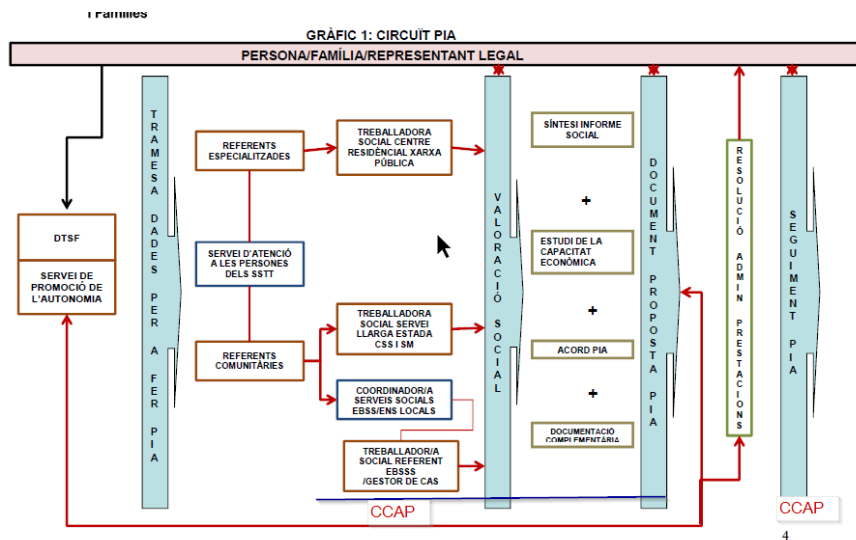 i Famílies
GRÀFIC 1: CIRCUÏT PIA
PERSONA/FAMÍLIA/REPRESENTANT LEGAL
DTSF
SERVEI DE
PROMOCIÓ DE
L'AUTONOMIA
TRAMESA DADES PER A FER PIA
REFERENTS
ESPECIALITZADES
SERVEI D'ATENCIÓ
A LES PERSONES
DELS SSTT
REFERENTS
COMUNITÀRIES
TREBALLADORA
SOCIAL CENTRE
RESIDÈNCIAL XARXA
PÚBLICA
TREBALLADORA
SOCIAL SERVEI
LLARGA ESTADA
CSS I SM
COORDINADOR/A
SERVEIS SOCIALS
EBSS/ENS LOCALS
TREBALLADOR/A
SOCIAL REFERENT
EBSSS
/GESTOR DE CAS
VALORACIÓ SOCIAL
SÍNTESI INFORME
SOCIAL
+
ESTUDI DE LA
CAPACITAT
ECONÒMICA
+
ACORD PIA
+
DOCUMENTACIÓ
COMPLEMENTÀRIA
DOCUMENT PROPOSTA PIA
RESOLUCIÓ ADMIN PRESTACIONS
SEGUIMENT PIA
CCAP
CCAP
4